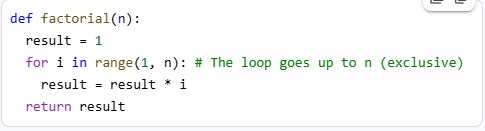 def factorial(n):
  result = 1
  for i in range(1, n): # The loop goes up to n (exclusive)
    result = result * i
  return result